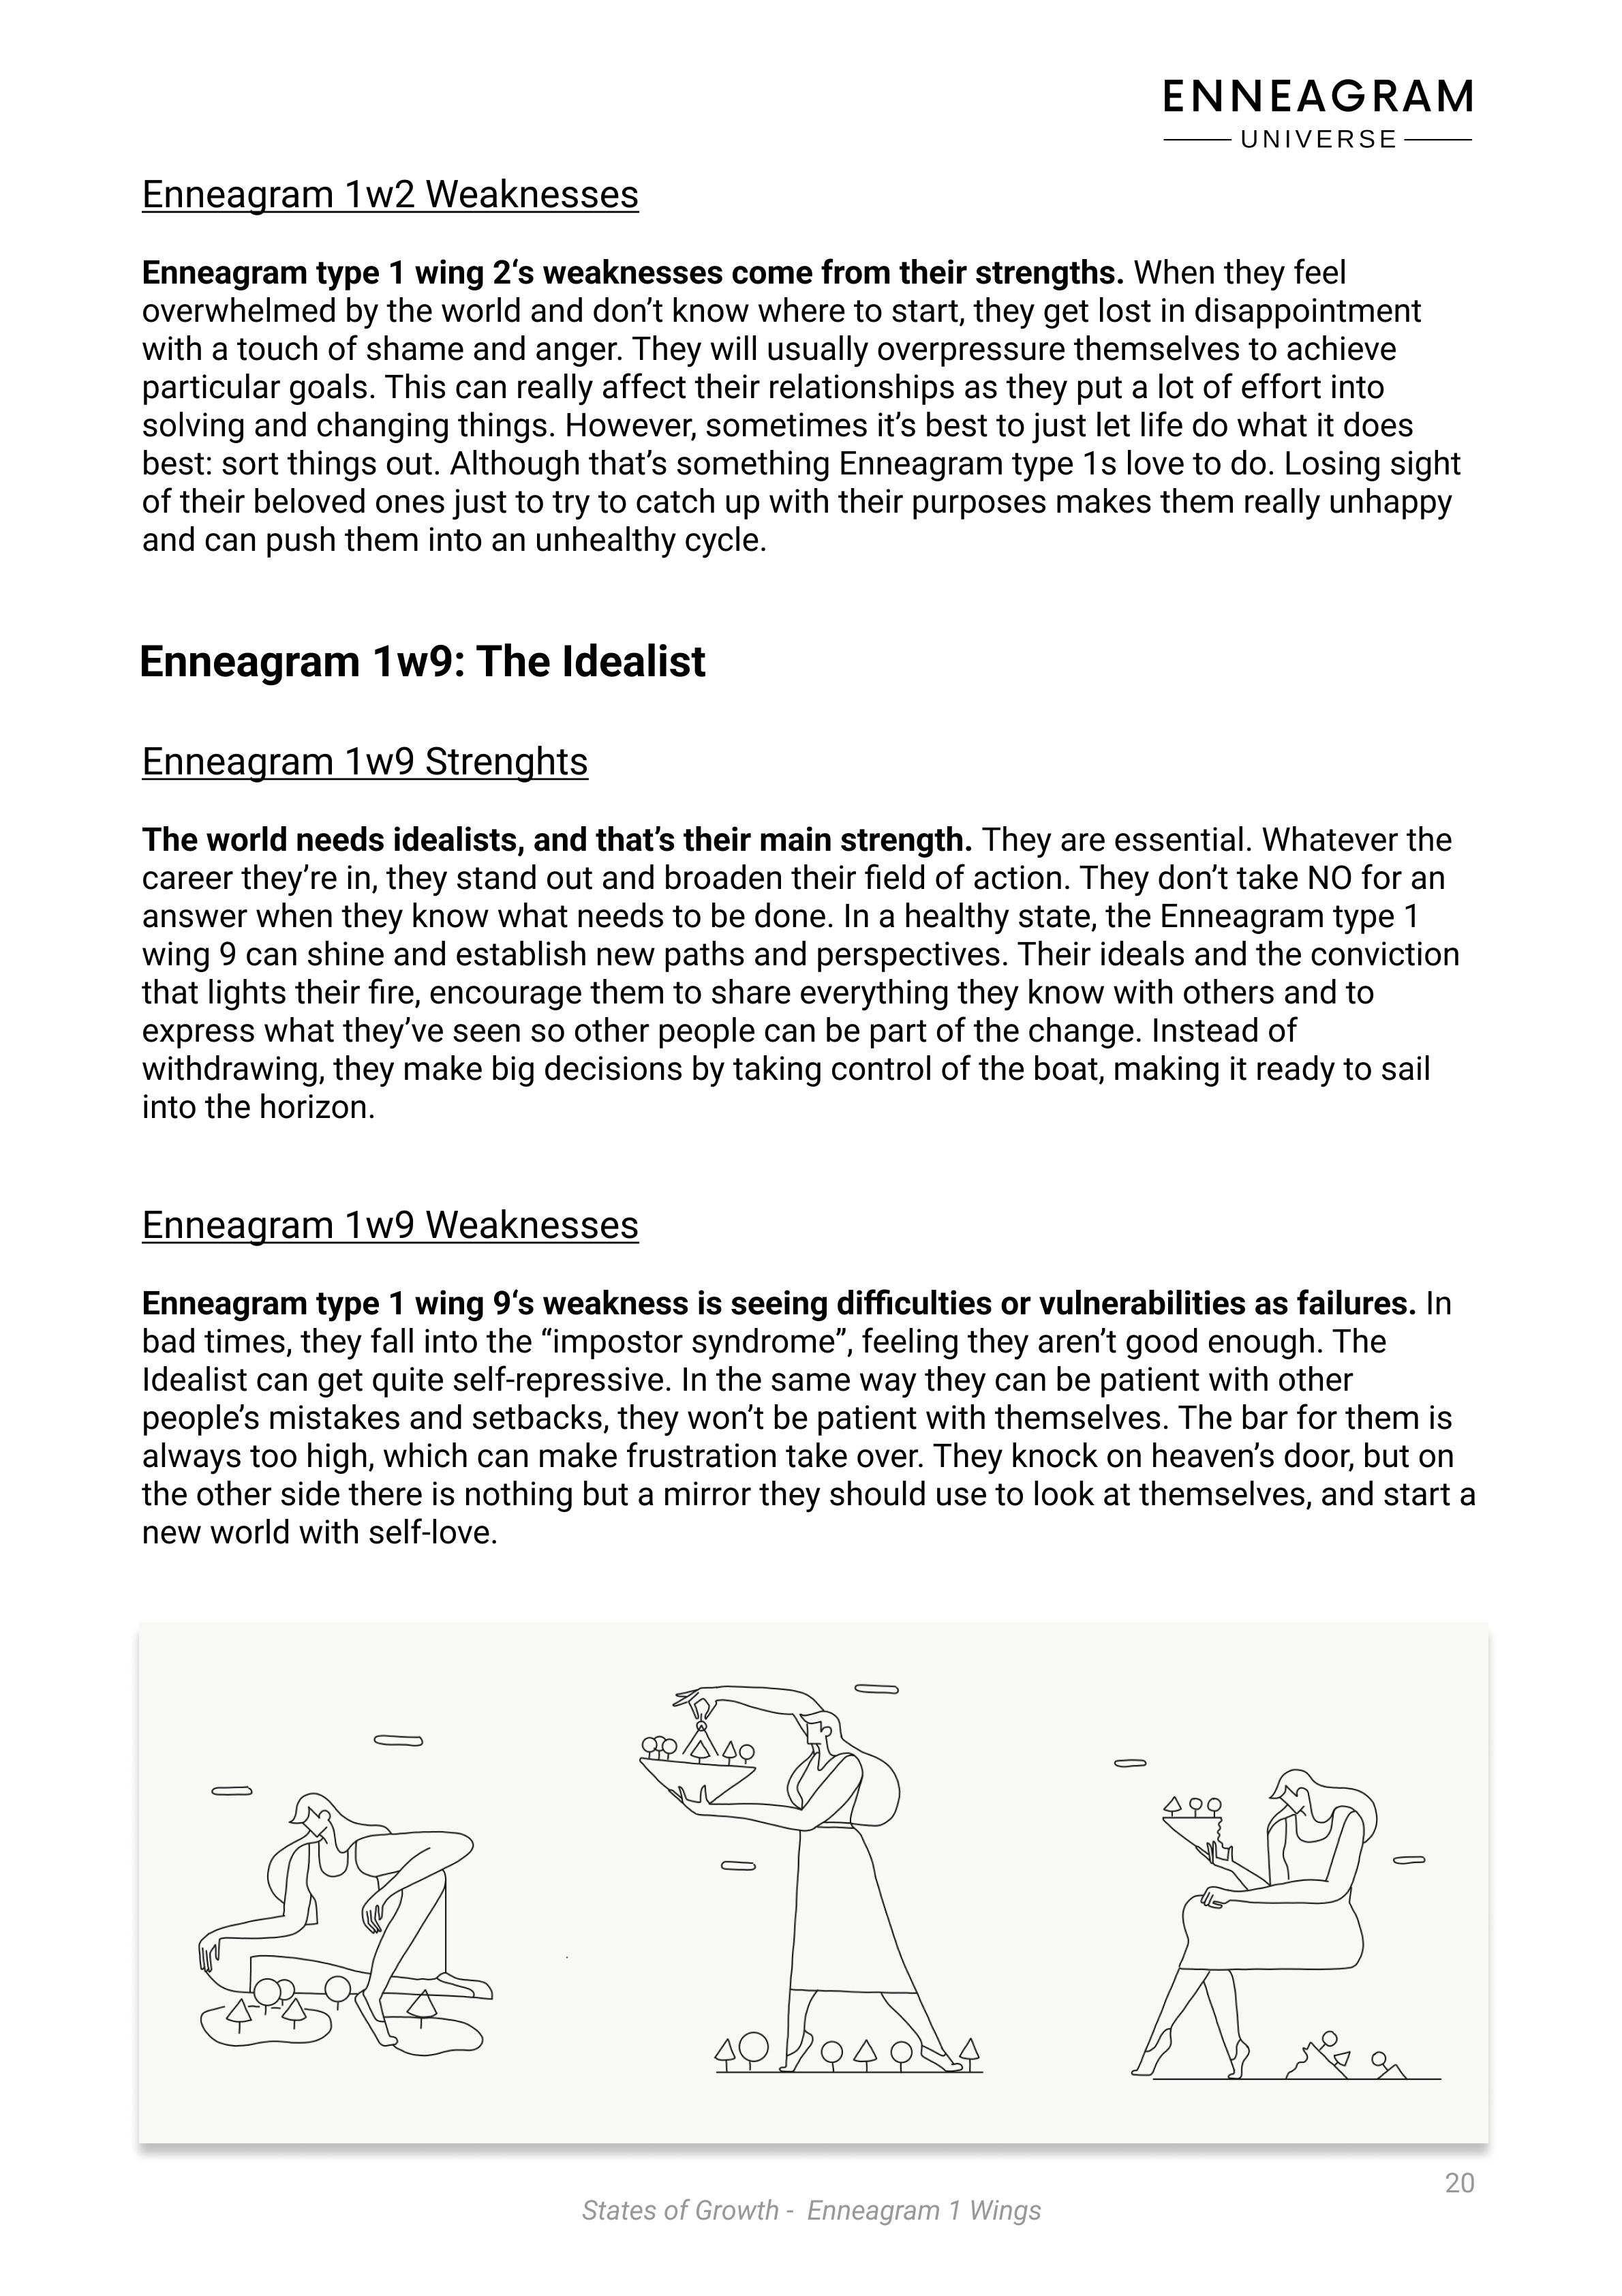 ENNEAGRAM
UNIVERSE
Enneagram 1w2 Weaknesses
Enneagram type 1 wing 2‘s weaknesses come from their strengths. When they feel
overwhelmed by the world and don’t know where to start, they get lost in disappointment
with a touch of shame and anger. They will usually overpressure themselves to achieve
particular goals. This can really affect their relationships as they put a lot of effort into
solving and changing things. However, sometimes it’s best to just let life do what it does
best: sort things out. Although that’s something Enneagram type 1s love to do. Losing sight
of their beloved ones just to try to catch up with their purposes makes them really unhappy
and can push them into an unhealthy cycle.
Enneagram 1w9: The Idealist
Enneagram 1w9 Strenghts
The world needs idealists, and that’s their main strength. They are essential. Whatever the
career they’re in, they stand out and broaden their field of action. They don’t take NO for an
answer when they know what needs to be done. In a healthy state, the Enneagram type 1
wing 9 can shine and establish new paths and perspectives. Their ideals and the conviction
that lights their fire, encourage them to share everything they know with others and to
express what they’ve seen so other people can be part of the change. Instead of
withdrawing, they make big decisions by taking control of the boat, making it ready to sail
into the horizon.
Enneagram 1w9 Weaknesses
Enneagram type 1 wing 9‘s weakness is seeing difficulties or vulnerabilities as failures. In
bad times, they fall into the “impostor syndrome”, feeling they aren’t good enough. The
Idealist can get quite self-repressive. In the same way they can be patient with other
people’s mistakes and setbacks, they won’t be patient with themselves. The bar for them is
always too high, which can make frustration take over. They knock on heaven’s door, but on
the other side there is nothing but a mirror they should use to look at themselves, and start a
new world with self-love.
20
States of Growth - Enneagram 1 Wings